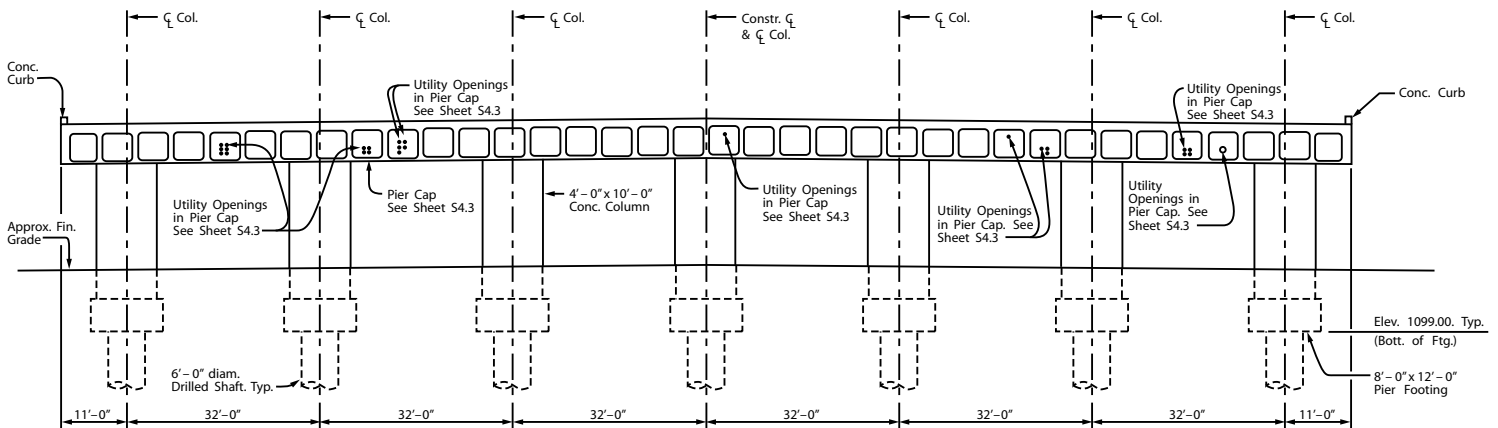 ℄ Col.
℄ Col.
℄ Col.
Constr. ℄
& ℄ Col.
℄ Col.
℄ Col.
℄ Col.
Conc.
Curb
Utility Openings
in Pier Cap
See Sheet S4.3
Utility Openings
in Pier Cap
See Sheet S4.3
Conc. Curb
Utility Openings
in Pier Cap
See Sheet S4.3
Pier Cap
See Sheet S4.3
4'-0" x 10'-0"
Conc. Column
Utility Openings
in Pier Cap
See Sheet S4.3
Utility Openings
in Pier Cap. See
Sheet S4.3
Utility
Openings in
Pier Cap. See
Sheet S4.3
Approx. Fin.
Grade
6'-0" diam.
Drilled Shaft. Typ.
Elev. 1099.00. Typ.
(Bott. of Ftg.)
8'-0" x 12'-0"
Pier Footing
11'-0" 32'-0" 32'-0" 32'-0" 32'-0" 32'-0" 32'-0" 11'-0"